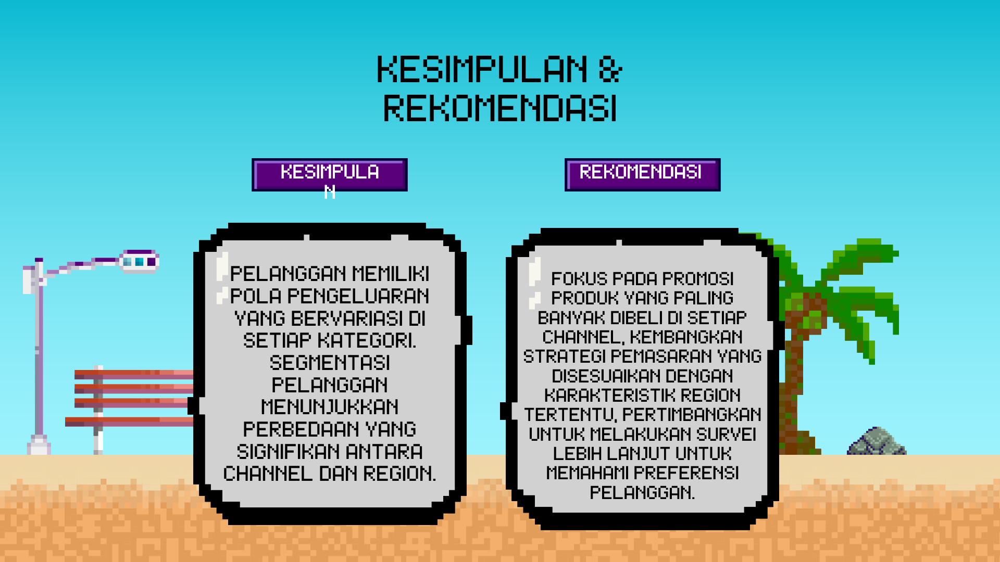 KESIMPULAN &
REKOMENDASI
KESIMPULA
N
PELANGGAN MEMILIKI
POLA PENGELUARAN
YANG BERVARIASI DI
SETIAP KATEGORI.
SEGMENTASI
PELANGGAN
MENUNJUKKAN
PERBEDAAN YANG
SIGNIFIKAN ANTARA
CHANNEL DAN REGION.
REKOMENDASI
FOKUS PADA PROMOSI
PRODUK YANG PALING
BANYAK DIBELI DI SETIAP
CHANNEL, KEMBANGKAN
STRATEGI PEMASARAN YANG
DISESUAIKAN DENGAN
KARAKTERISTIK REGION
TERTENTU, PERTIMBANGKAN
UNTUK MELAKUKAN SURVEI
LEBIH LANJUT UNTUK
MEMAHAMI PREFERENSI
PELANGGAN.